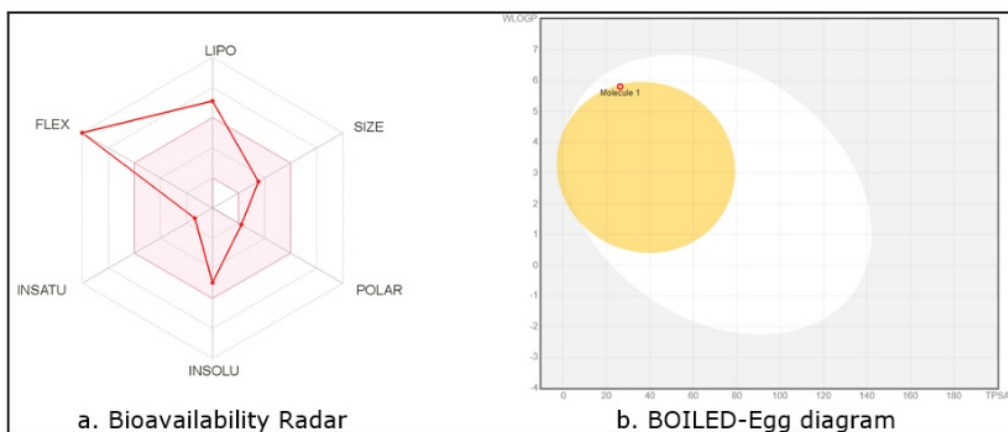 LIPO
FLEX
SIZE
INSATU
POLAR
INSOLU
a. Bioavailability Radar
WLOGP
7
6
Molecule 1
5
4
3
2
1
0
-1
-2
-3
-4
0 20 40 60 80 100 120 140 160 180 TPSA
b. BOILED-Egg diagram